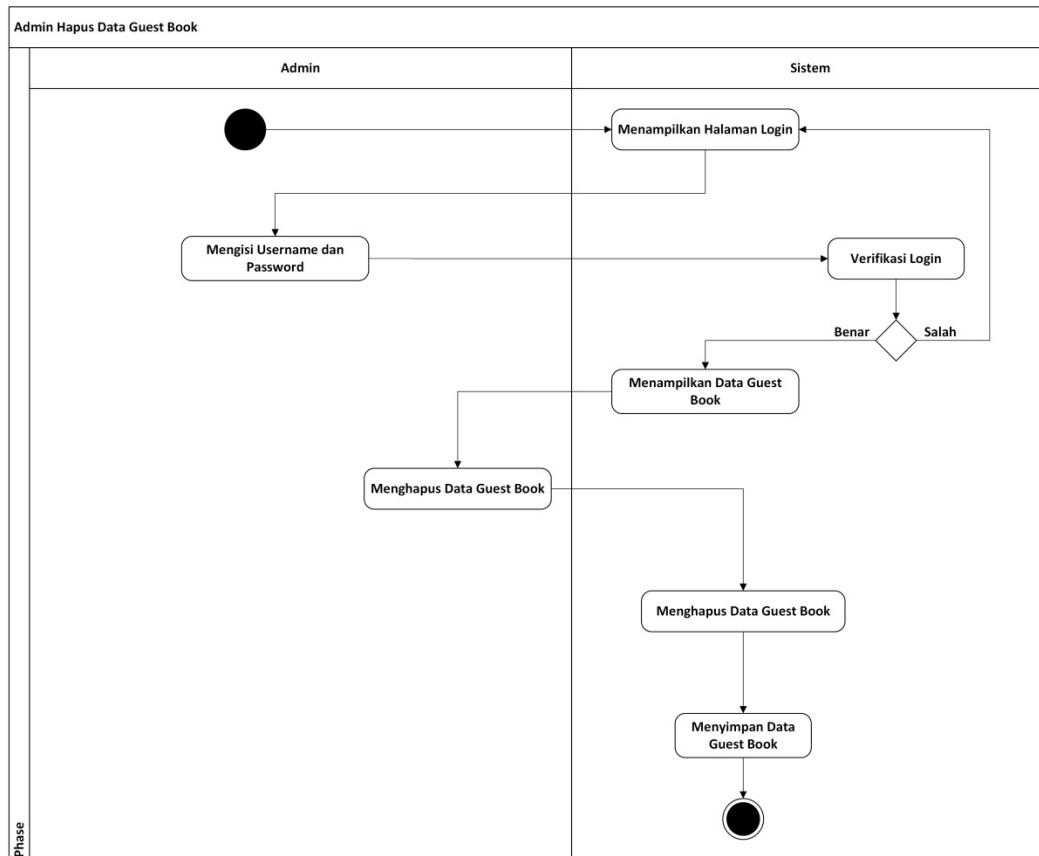 Admin Hapus Data Guest Book
Admin
Sistem
Menampilkan Halaman Login
Mengisi Username dan
Password
Verifikasi Login
Benar
Salah
Menampilkan Data Guest
Book
Menghapus Data Guest Book
Menghapus Data Guest Book
Menyimpan Data
Guest Book
Phase